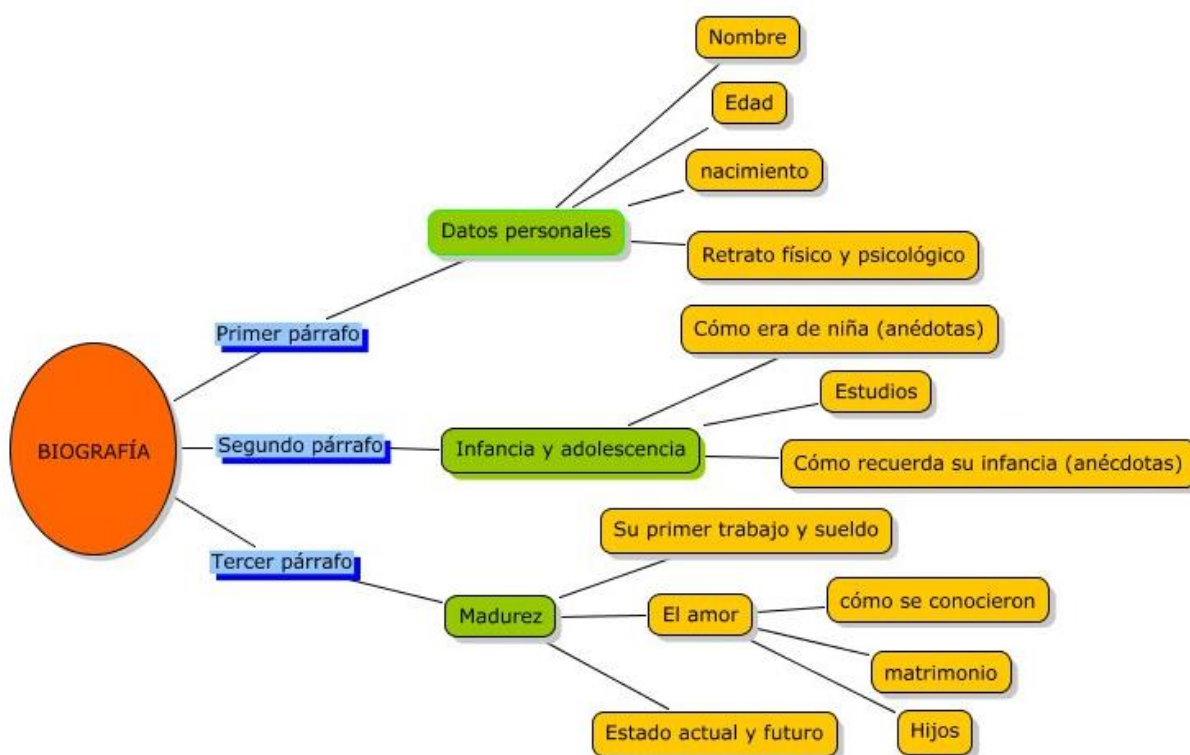 BIOGRAFÍA
Primer párrafo
Datos personales
Nombre
Edad
nacimiento
Retrato físico y psicológico
Segundo párrafo
Infancia y adolescencia
Cómo era de niña (anédotas)
Estudios
Cómo recuerda su infancia (anécdotas)
Tercer párrafo
Madurez
Su primer trabajo y sueldo
El amor
cómo se conocieron
matrimonio
Hijos
Estado actual y futuro